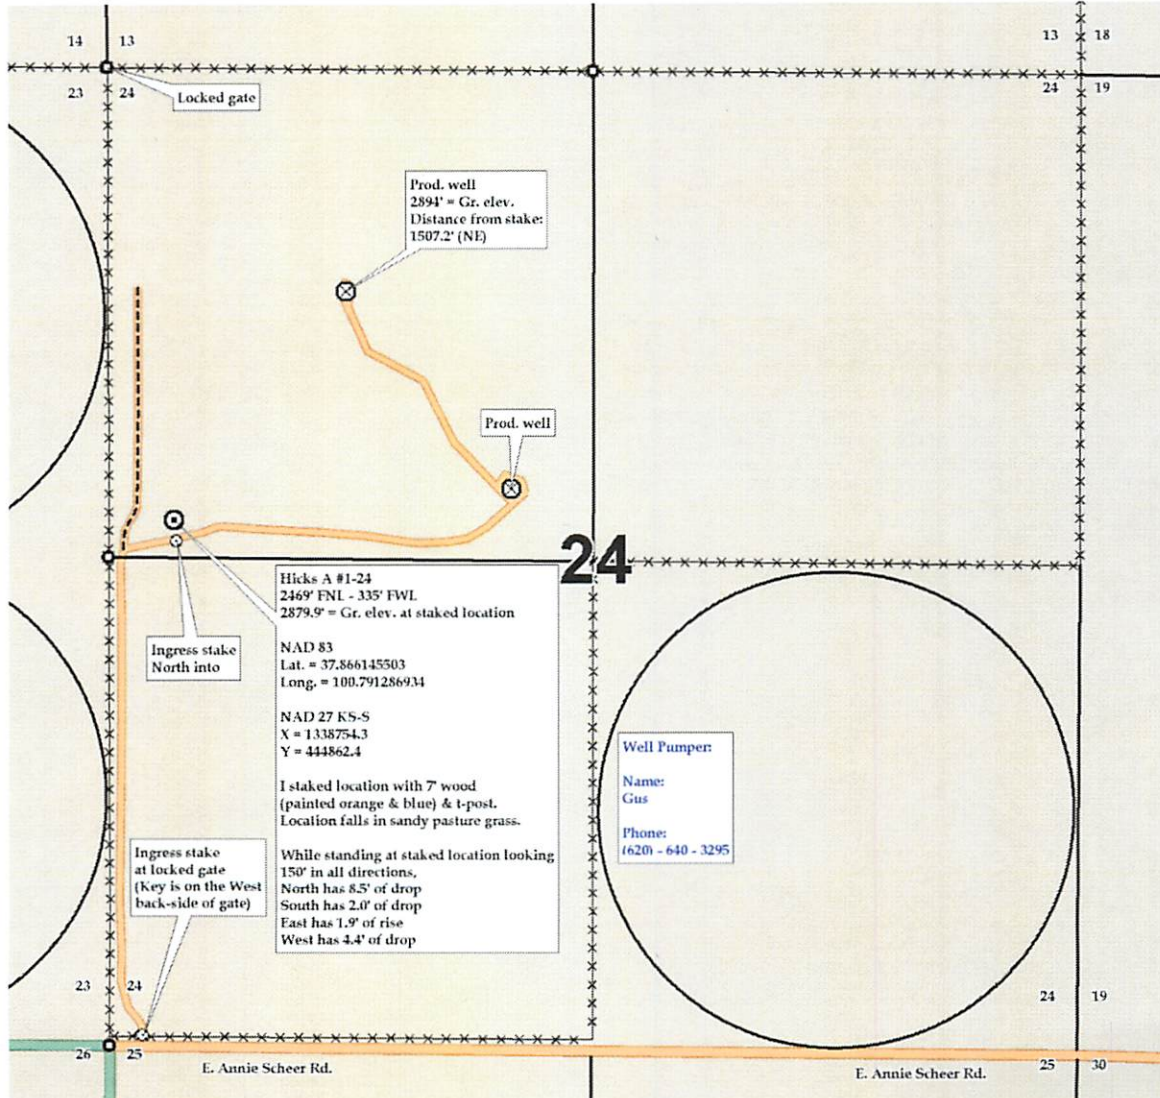 14 13
13 18
23 24
24 19
Locked gate
Prod. well
2894' = Gr. elev.
Distance from stake:
1507.2' (NE)
Prod. well
24
Hicks A #1-24
2469' FNL - 335' FWL
2879.9' = Gr. elev. at staked location
NAD 83
Lat. = 37.866145503
Long. = 100.791286934
NAD 27 KS-S
X = 1338754.3
Y = 444862.4
I staked location with 7' wood
(painted orange & blue) & t-post.
Location falls in sandy pasture grass.
While standing at staked location looking
150' in all directions,
North has 8.5' of drop
South has 2.0' of drop
East has 1.9' of rise
West has 4.4' of drop
Ingress stake
North into
Well Pumper:
Name:
Gus
Phone:
(620) - 640 - 3295
Ingress stake
at locked gate
(Key is on the West
back-side of gate)
23 24
24 19
26 25
25 30
E. Annie Scheer Rd.
E. Annie Scheer Rd.